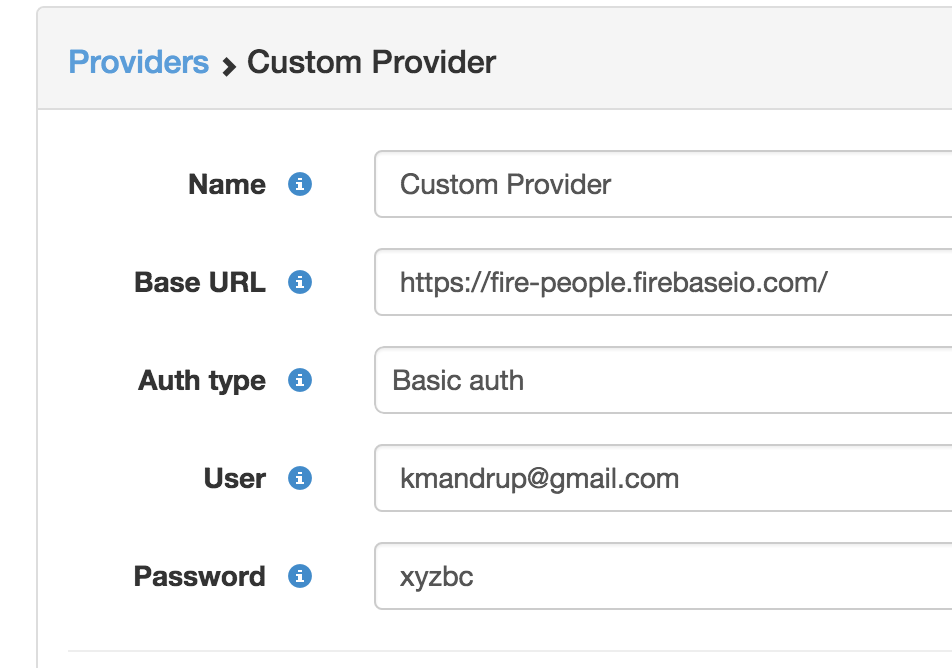 Providers > Custom Provider
Name Custom Provider
Base URL https://fire-people.firebaseio.com/
Auth type Basic auth
User kmandrup@gmail.com
Password xyzbc